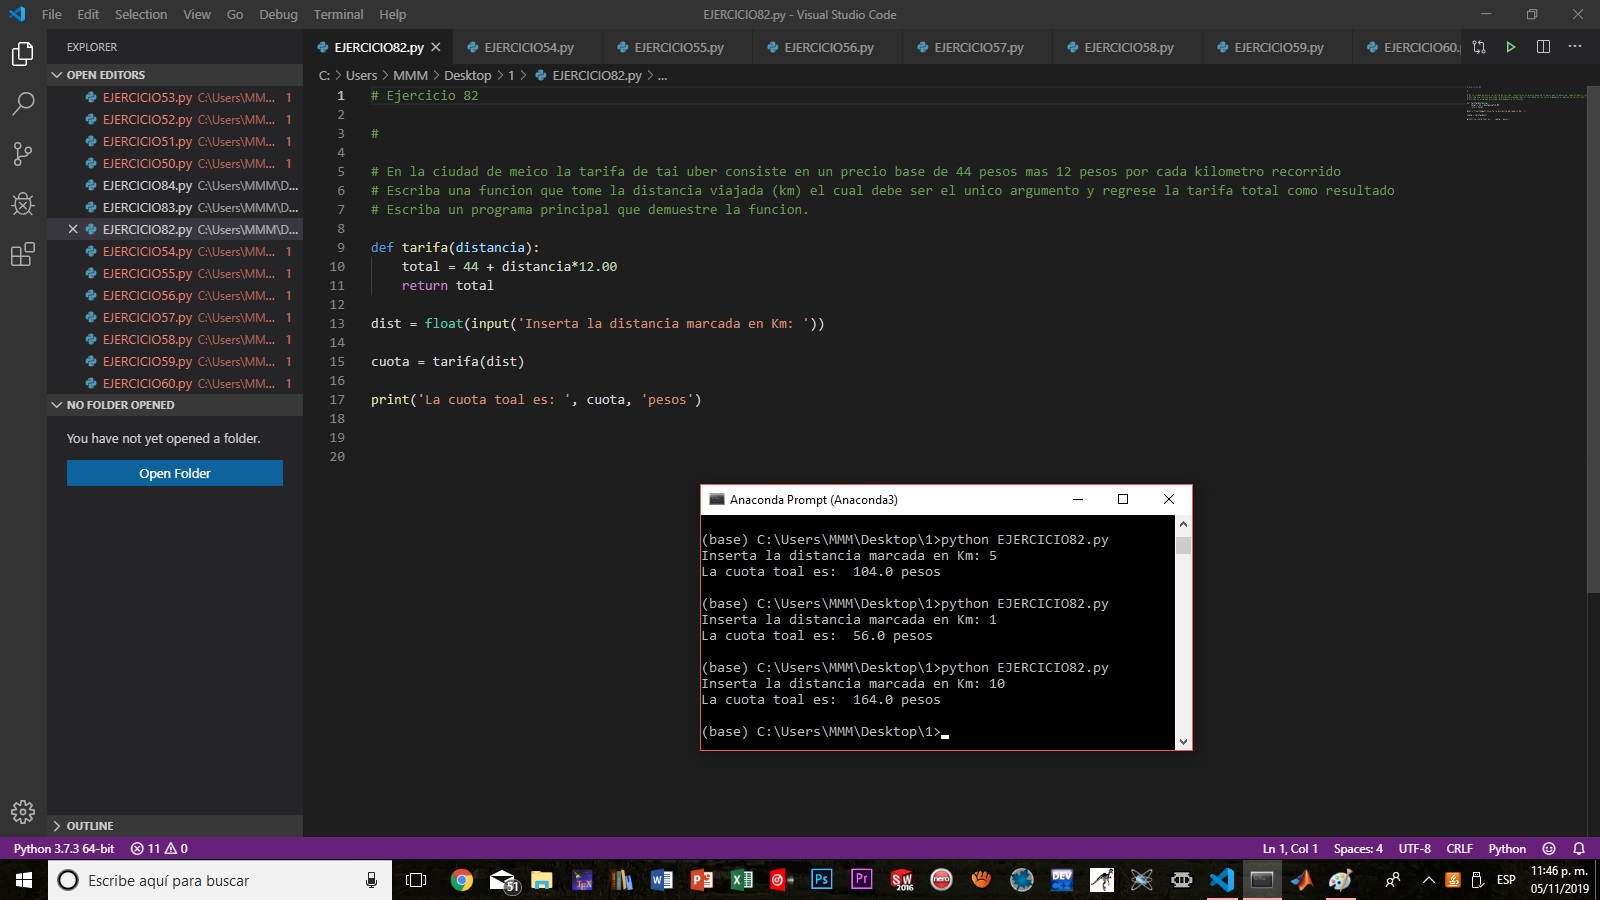 File Edit Selection View Go Debug Terminal Help
EJERCICIO82.py - Visual Studio Code
EXPLORER
OPEN EDITORS
EJERCICIO53.py C:\Users\MM... 1
EJERCICIO52.py C:\Users\MM... 1
EJERCICIO51.py C:\Users\MM... 1
EJERCICIO50.py C:\Users\MM... 1
EJERCICIO84.py C:\Users\MMM\D...
EJERCICIO83.py C:\Users\MMM\D...
EJERCICIO82.py C:\Users\MMM\D...
EJERCICIO54.py C:\Users\MM... 1
EJERCICIO55.py C:\Users\MM... 1
EJERCICIO56.py C:\Users\MM... 1
EJERCICIO57.py C:\Users\MM... 1
EJERCICIO58.py C:\Users\MM... 1
EJERCICIO59.py C:\Users\MM... 1
EJERCICIO60.py C:\Users\MM... 1
NO FOLDER OPENED
You have not yet opened a folder.
Open Folder
OUTLINE
EJERCICIO82.py EJERCICIO54.py EJERCICIO55.py EJERCICIO56.py EJERCICIO57.py EJERCICIO58.py EJERCICIO59.py EJERCICIO60.
C: > Users > MMM > Desktop > 1 > EJERCICIO82.py > ...
1 # Ejercicio 82
2
3 #
4
5 # En la ciudad de meico la tarifa de tai uber consiste en un precio base de 44 pesos mas 12 pesos por cada kilometro recorrido
6 # Escriba una funcion que tome la distancia viajada (km) el cual debe ser el unico argumento y regrese la tarifa total como resultado
7 # Escriba un programa principal que demuestre la funcion.
8
9 def tarifa(distancia):
10 total = 44 + distancia*12.00
11 return total
12
13 dist = float(input('Inserta la distancia marcada en Km: '))
14
15 cuota = tarifa(dist)
16
17 print('La cuota toal es: ', cuota, 'pesos')
18
19
20
Anaconda Prompt (Anaconda3)
(base) C:\Users\MMM\Desktop\1>python EJERCICIO82.py
Inserta la distancia marcada en Km: 5
La cuota toal es:  104.0 pesos
(base) C:\Users\MMM\Desktop\1>python EJERCICIO82.py
Inserta la distancia marcada en Km: 1
La cuota toal es:  56.0 pesos
(base) C:\Users\MMM\Desktop\1>python EJERCICIO82.py
Inserta la distancia marcada en Km: 10
La cuota toal es:  164.0 pesos
(base) C:\Users\MMM\Desktop\1>
Python 3.7.3 64-bit 11 0
Ln 1, Col 1 Spaces: 4 UTF-8 CRLF Python
Escribe aquí para buscar
51
Ps
Pr
SW
2016
nero
DEV
ESP
11:46 p. m.
05/11/2019